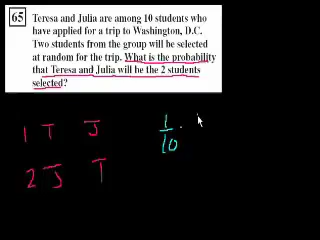 65 Teresa and Julia are among 10 students who
have applied for a trip to Washington, D.C.
Two students from the group will be selected
at random for the trip. What is the probability
that Teresa and Julia will be the 2 students
selected?
1 T J
2 J T
1/10 ·